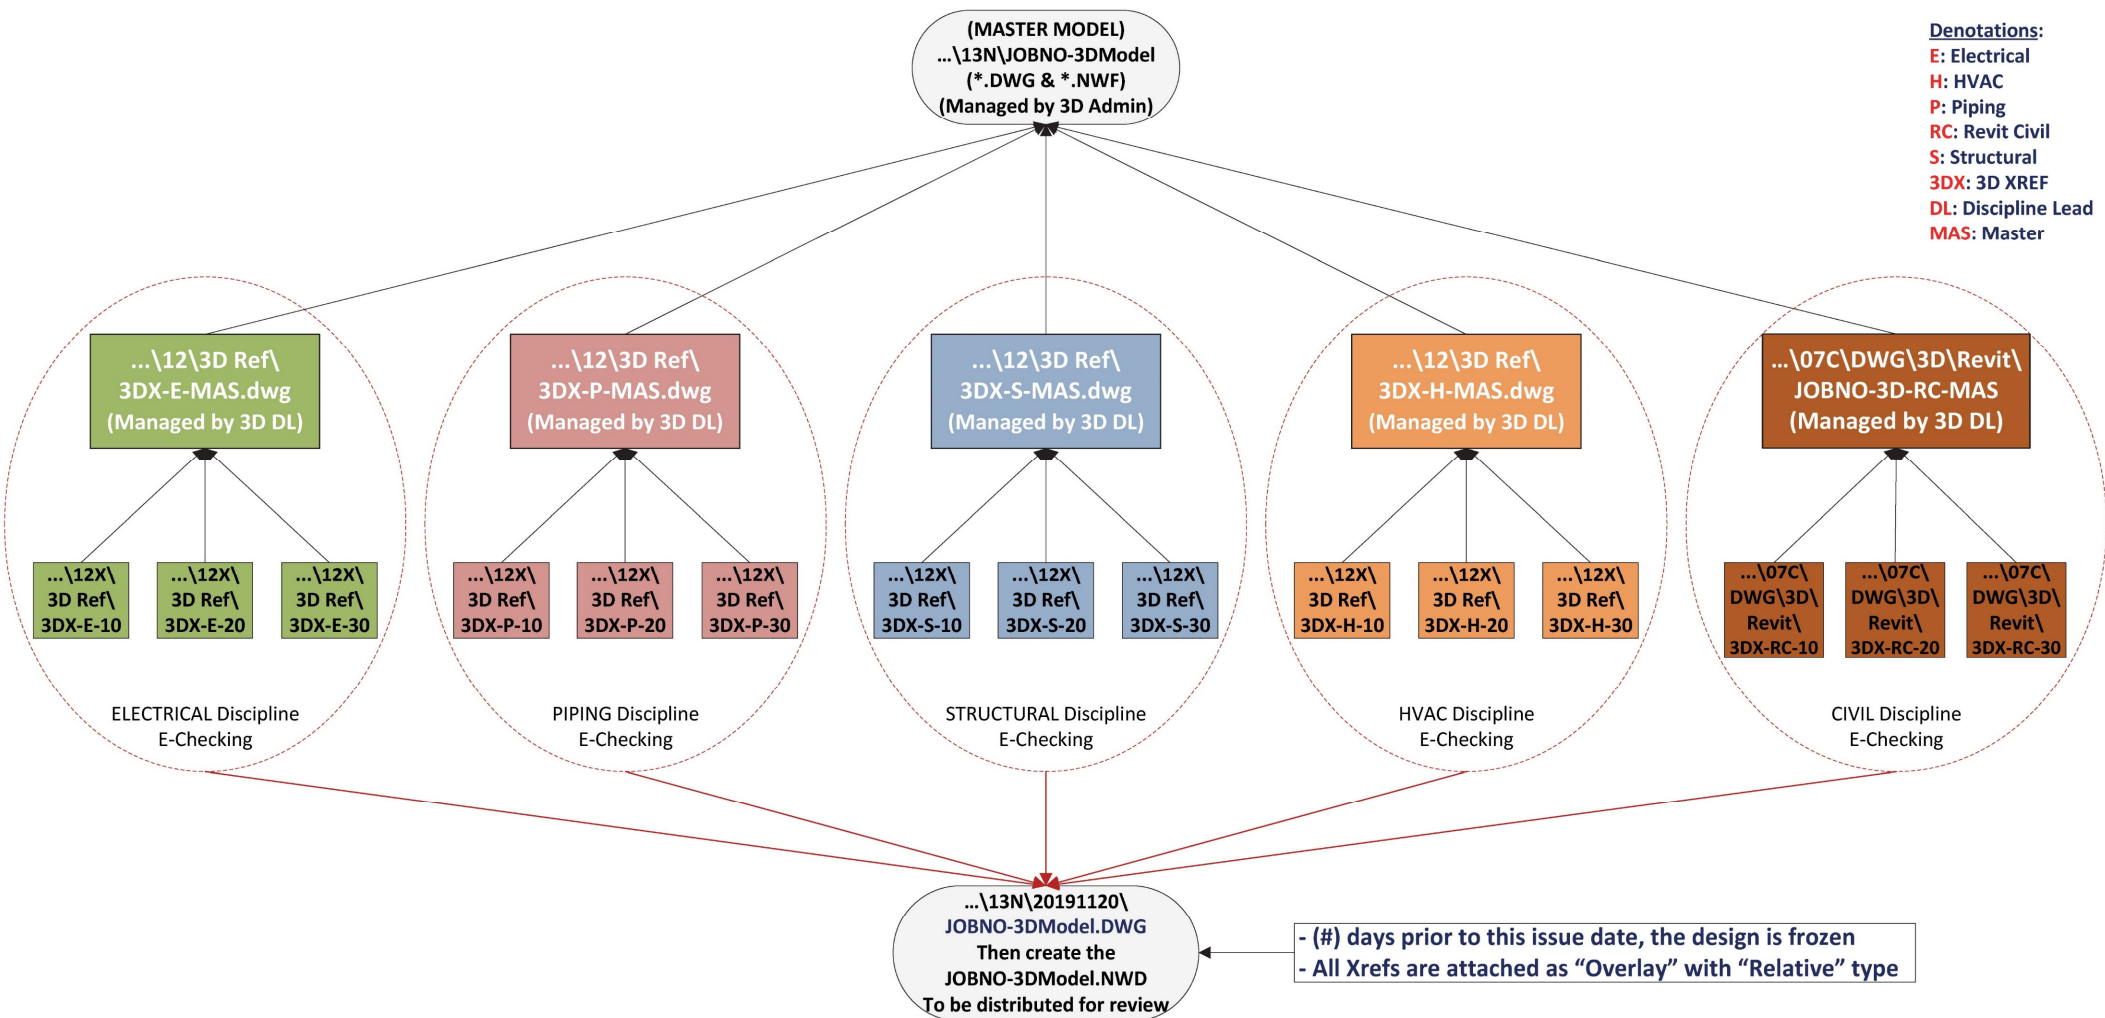 (MASTER MODEL)
...\13N\JOBNO-3DModel
(*.DWG & *.NWF)
(Managed by 3D Admin)
Denotations:
E: Electrical
H: HVAC
P: Piping
RC: Revit Civil
S: Structural
3DX: 3D XREF
DL: Discipline Lead
MAS: Master
...\12\3D Ref\
3DX-E-MAS.dwg
(Managed by 3D DL)
...\12\3D Ref\
3DX-P-MAS.dwg
(Managed by 3D DL)
...\12\3D Ref\
3DX-S-MAS.dwg
(Managed by 3D DL)
...\12\3D Ref\
3DX-H-MAS.dwg
(Managed by 3D DL)
...\07C\DWG\3D\Revit\
JOBNO-3D-RC-MAS
(Managed by 3D DL)
...\12X\
3D Ref\
3DX-E-10
...\12X\
3D Ref\
3DX-E-20
...\12X\
3D Ref\
3DX-E-30
...\12X\
3D Ref\
3DX-P-10
...\12X\
3D Ref\
3DX-P-20
...\12X\
3D Ref\
3DX-P-30
...\12X\
3D Ref\
3DX-S-10
...\12X\
3D Ref\
3DX-S-20
...\12X\
3D Ref\
3DX-S-30
...\12X\
3D Ref\
3DX-H-10
...\12X\
3D Ref\
3DX-H-20
...\12X\
3D Ref\
3DX-H-30
...\07C\
DWG\3D\
Revit\
3DX-RC-10
...\07C\
DWG\3D\
Revit\
3DX-RC-20
...\07C\
DWG\3D\
Revit\
3DX-RC-30
ELECTRICAL Discipline
E-Checking
PIPING Discipline
E-Checking
STRUCTURAL Discipline
E-Checking
HVAC Discipline
E-Checking
CIVIL Discipline
E-Checking
...\13N\20191120\
JOBNO-3DModel.DWG
Then create the
JOBNO-3DModel.NWD
To be distributed for review
- (#) days prior to this issue date, the design is frozen
- All Xrefs are attached as “Overlay” with “Relative” type